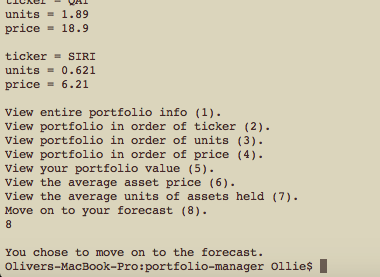 ticker = QAI
units = 1.89
price = 18.9
ticker = SIRI
units = 0.621
price = 6.21
View entire portfolio info (1).
View portfolio in order of ticker (2).
View portfolio in order of units (3).
View portfolio in order of price (4).
View your portfolio value (5).
View the average asset price (6).
View the average units of assets held (7).
Move on to your forecast (8).
8
You chose to move on to the forecast.
Olivers-MacBook-Pro:portfolio-manager Ollie$